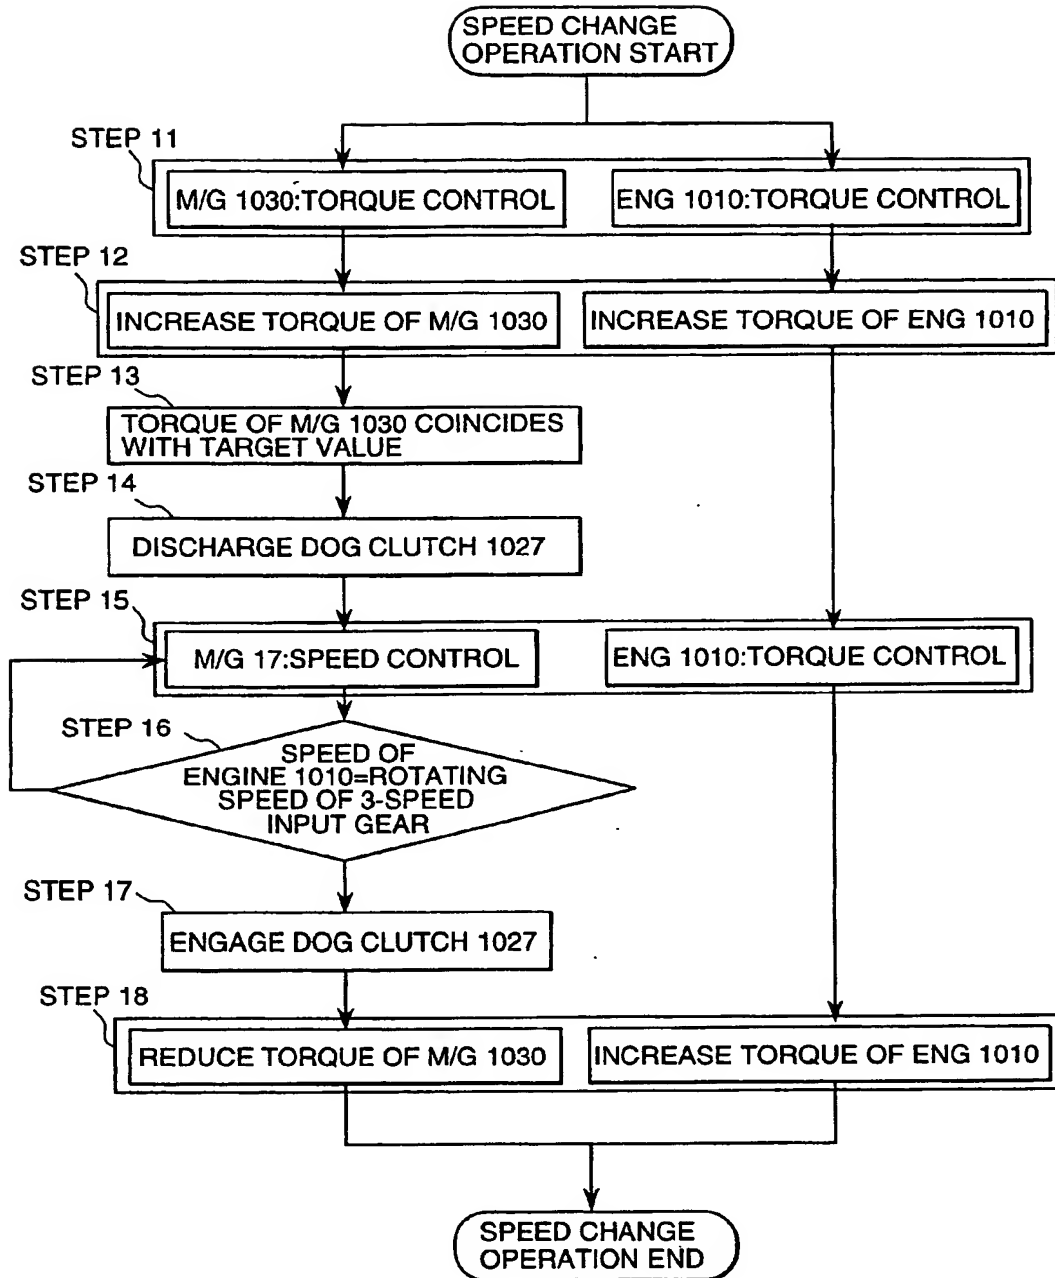 SPEED CHANGE
OPERATION START
STEP 11
M/G 1030:TORQUE CONTROL
ENG 1010:TORQUE CONTROL
STEP 12
INCREASE TORQUE OF M/G 1030
INCREASE TORQUE OF ENG 1010
STEP 13
TORQUE OF M/G 1030 COINCIDES
WITH TARGET VALUE
STEP 14
DISCHARGE DOG CLUTCH 1027
STEP 15
M/G 17:SPEED CONTROL
ENG 1010:TORQUE CONTROL
STEP 16
SPEED OF
ENGINE 1010=ROTATING
SPEED OF 3-SPEED
INPUT GEAR
STEP 17
ENGAGE DOG CLUTCH 1027
STEP 18
REDUCE TORQUE OF M/G 1030
INCREASE TORQUE OF ENG 1010
SPEED CHANGE
OPERATION END